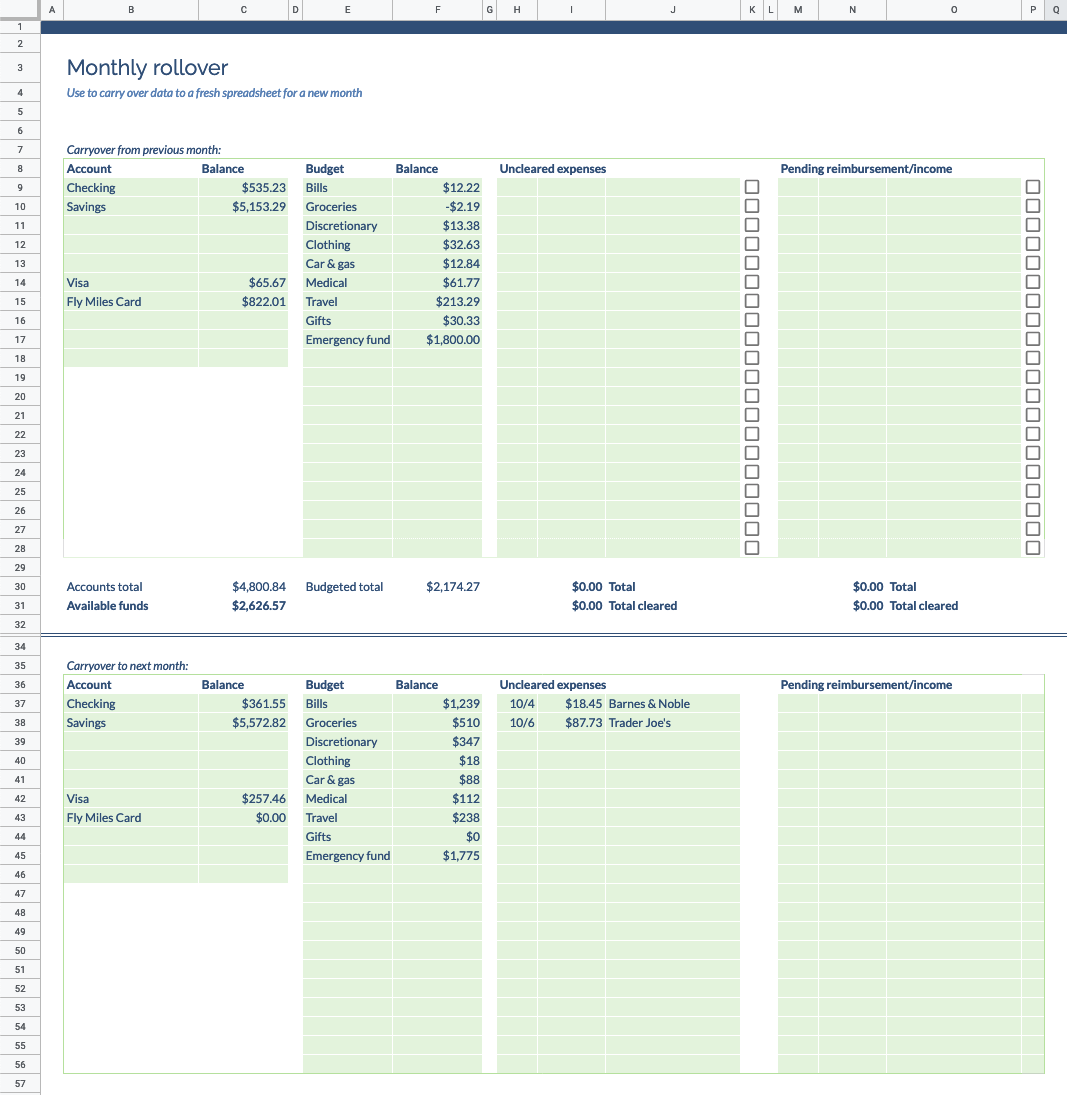 A B C D E F G H I J K L M N O P Q
1
2
3 Monthly rollover
4 Use to carry over data to a fresh spreadsheet for a new month
5
6
7 Carryover from previous month:
8 Account Balance Budget Balance Uncleared expenses Pending reimbursement/income
9 Checking $535.23 Bills $12.22
10 Savings $5,153.29 Groceries -$2.19
11 Discretionary $13.38
12 Clothing $32.63
13 Car & gas $12.84
14 Visa $65.67 Medical $61.77
15 Fly Miles Card $822.01 Travel $213.29
16 Gifts $30.33
17 Emergency fund $1,800.00
18
19
20
21
22
23
24
25
26
27
28
29
30 Accounts total $4,800.84 Budgeted total $2,174.27 $0.00 Total $0.00 Total
31 Available funds $2,626.57 $0.00 Total cleared $0.00 Total cleared
32
34
35 Carryover to next month:
36 Account Balance Budget Balance Uncleared expenses Pending reimbursement/income
37 Checking $361.55 Bills $1,239 10/4 $18.45 Barnes & Noble
38 Savings $5,572.82 Groceries $510 10/6 $87.73 Trader Joe's
39 Discretionary $347
40 Clothing $18
41 Car & gas $88
42 Visa $257.46 Medical $112
43 Fly Miles Card $0.00 Travel $238
44 Gifts $0
45 Emergency fund $1,775
46
47
48
49
50
51
52
53
54
55
56
57